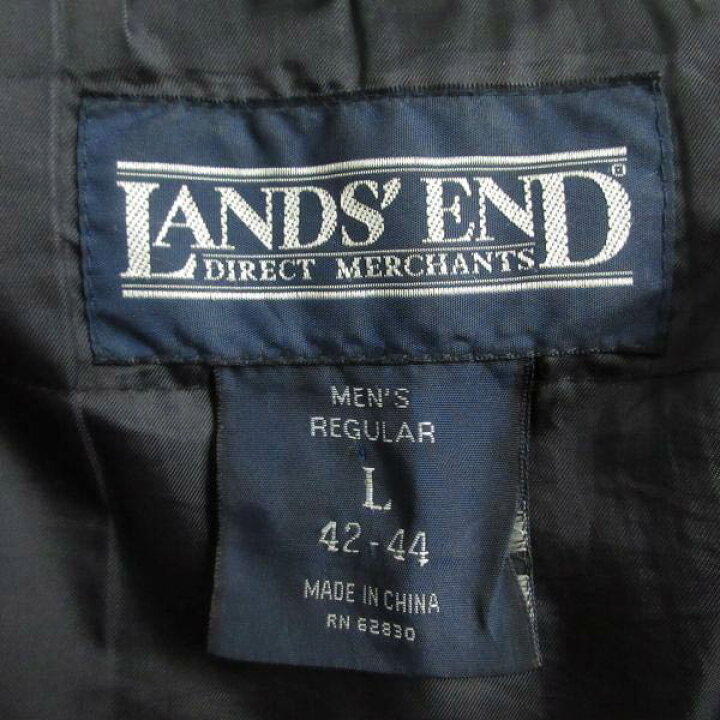 LANDS' END®
DIRECT MERCHANTS
MEN'S
REGULAR
L
42-44
MADE IN CHINA
RN 62830